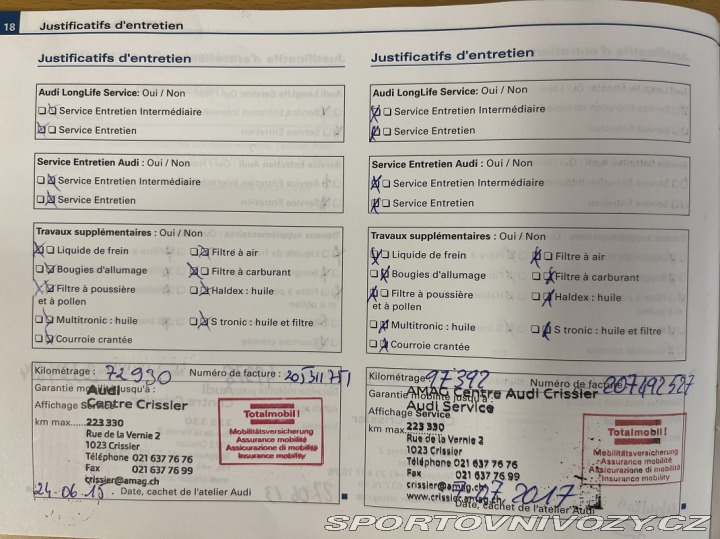 18 Justificatifs d'entretien
Justificatifs d'entretien
Audi LongLife Service: Oui / Non
Service Entretien Intermédiaire
Service Entretien
Service Entretien Audi : Oui / Non
Service Entretien Intermédiaire
Service Entretien
Travaux supplémentaires : Oui / Non
Liquide de frein Filtre à air
Bougies d'allumage Filtre à carburant
Filtre à poussière Haldex : huile
et à pollen
Multitronic : huile S tronic : huile et filtre
Courroie crantée
Kilométrage : 72930 Numéro de facture :
Garantie mobilité jusqu'à :
Audi
Affichage Service
Centre Crissier
km max......
223 330
Rue de la Vernie 2
1023 Crissier
Téléphone 021 637 76 76
Fax 021 637 76 99
crissier@amag.ch
Totalmobil !
Mobilitätsversicherung
Assurance mobilité
Assicurazione di mobilità
Insurance mobility
24.06.15 Date, cachet de l'atelier Audi
Justificatifs d'entretien
Audi LongLife Service: Oui / Non
Service Entretien Intermédiaire
Service Entretien
Service Entretien Audi : Oui / Non
Service Entretien Intermédiaire
Service Entretien
Travaux supplémentaires : Oui / Non
Liquide de frein Filtre à air
Bougies d'allumage Filtre à carburant
Filtre à poussière Haldex : huile
et à pollen
Multitronic : huile S tronic : huile et filtre
Courroie crantée
Kilométrage 97392 Numéro de facture 207492527
AMAG Centre Audi Crissier
Garantie mobilité jusqu'à :
Audi Service
Affichage Service
km max......
223 330
Rue de la Vernie 2
1023 Crissier
Téléphone 021 637 76 76
Fax 021 637 76 99
crissier@amag.ch
www.crissier.amag.ch
Totalmobil !
Mobilitätsversicherung
Assurance mobilité
Assicurazione di mobilità
Insurance mobility
07 2017
Date, cachet de l'atelier Audi
SPORTOVNIVOZY.CZ